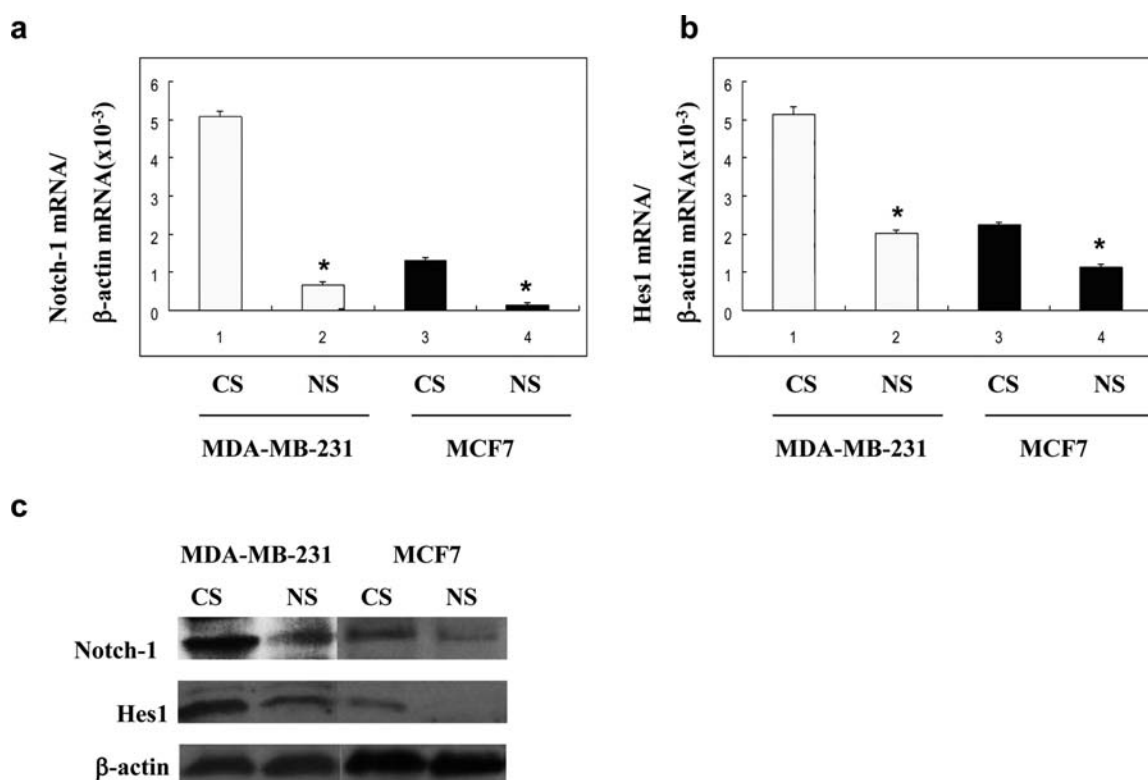 a
Notch-1 mRNA/
β-actin mRNA(x10-3)
6
5
4
3
2
1
0
*
*
1 2 3 4
CS NS CS NS
MDA-MB-231 MCF7
b
Hes1 mRNA/
β-actin mRNA(x10-3)
6
5
4
3
2
1
0
*
*
1 2 3 4
CS NS CS NS
MDA-MB-231 MCF7
c
MDA-MB-231 MCF7
CS NS CS NS
Notch-1
Hes1
β-actin